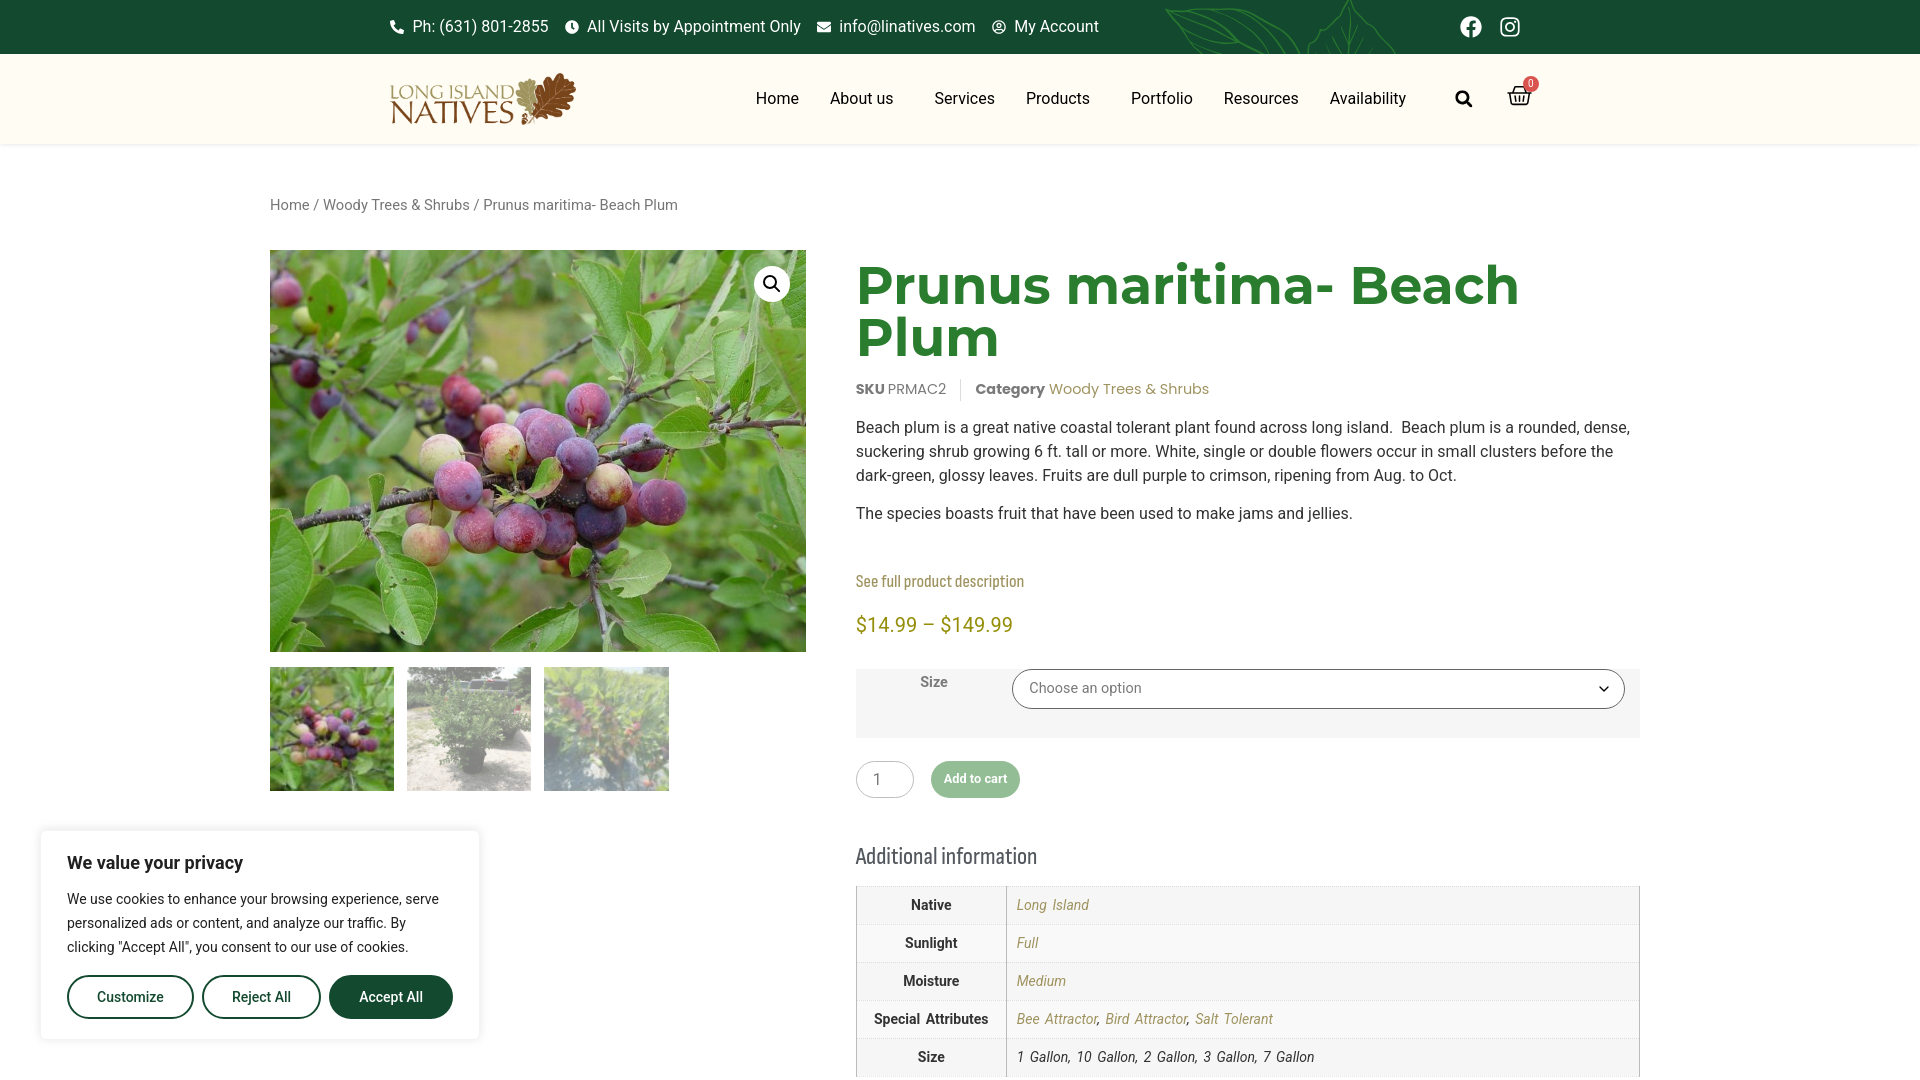 Ph: (631) 801-2855
All Visits by Appointment Only
info@linatives.com
My Account
LONG ISLAND
NATIVES
Home
About us
Services
Products
Portfolio
Resources
Availability
0
Home / Woody Trees & Shrubs / Prunus maritima- Beach Plum
Prunus maritima- Beach
Plum
SKU PRMAC2
Category Woody Trees & Shrubs
Beach plum is a great native coastal tolerant plant found across long island.  Beach plum is a rounded, dense,
suckering shrub growing 6 ft. tall or more. White, single or double flowers occur in small clusters before the
dark-green, glossy leaves. Fruits are dull purple to crimson, ripening from Aug. to Oct.
The species boasts fruit that have been used to make jams and jellies.
See full product description
$14.99 – $149.99
Size
Choose an option
1
Add to cart
Additional information
Native
Long Island
Sunlight
Full
Moisture
Medium
Special Attributes
Bee Attractor, Bird Attractor, Salt Tolerant
Size
1 Gallon, 10 Gallon, 2 Gallon, 3 Gallon, 7 Gallon
We value your privacy
We use cookies to enhance your browsing experience, serve
personalized ads or content, and analyze our traffic. By
clicking "Accept All", you consent to our use of cookies.
Customize
Reject All
Accept All